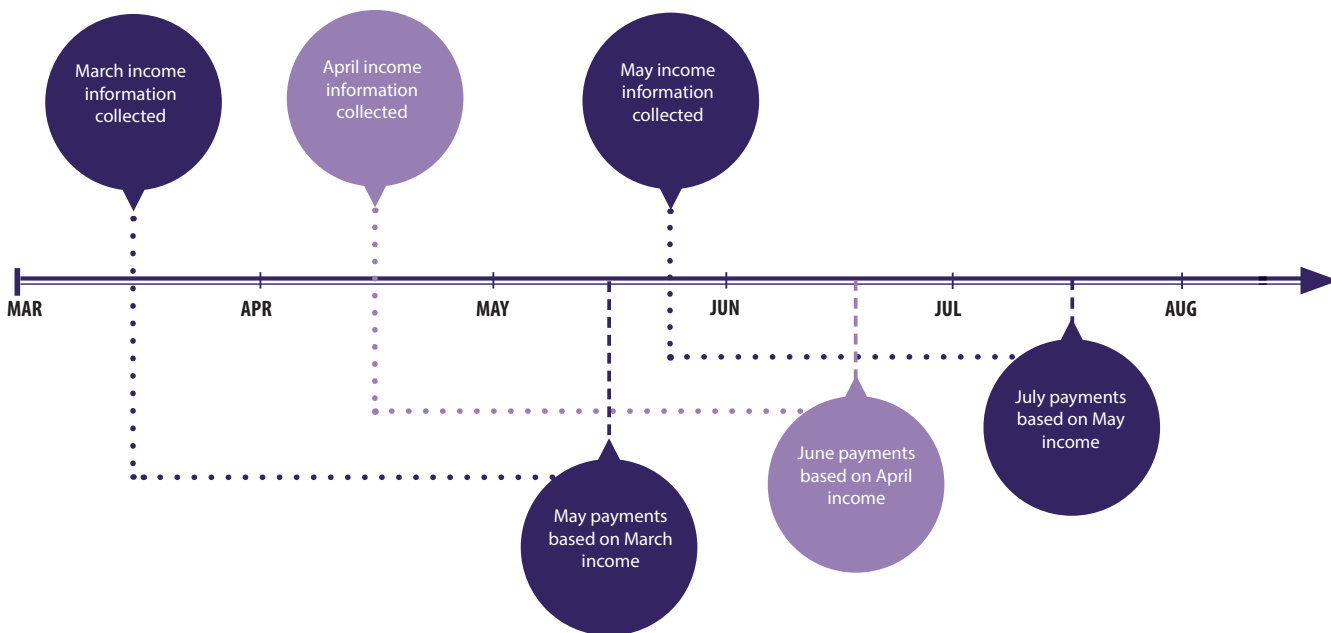 March income
information
collected
April income
information
collected
May income
information
collected
MAR
APR
MAY
JUN
JUL
AUG
May payments
based on March
income
June payments
based on April
income
July payments
based on May
income